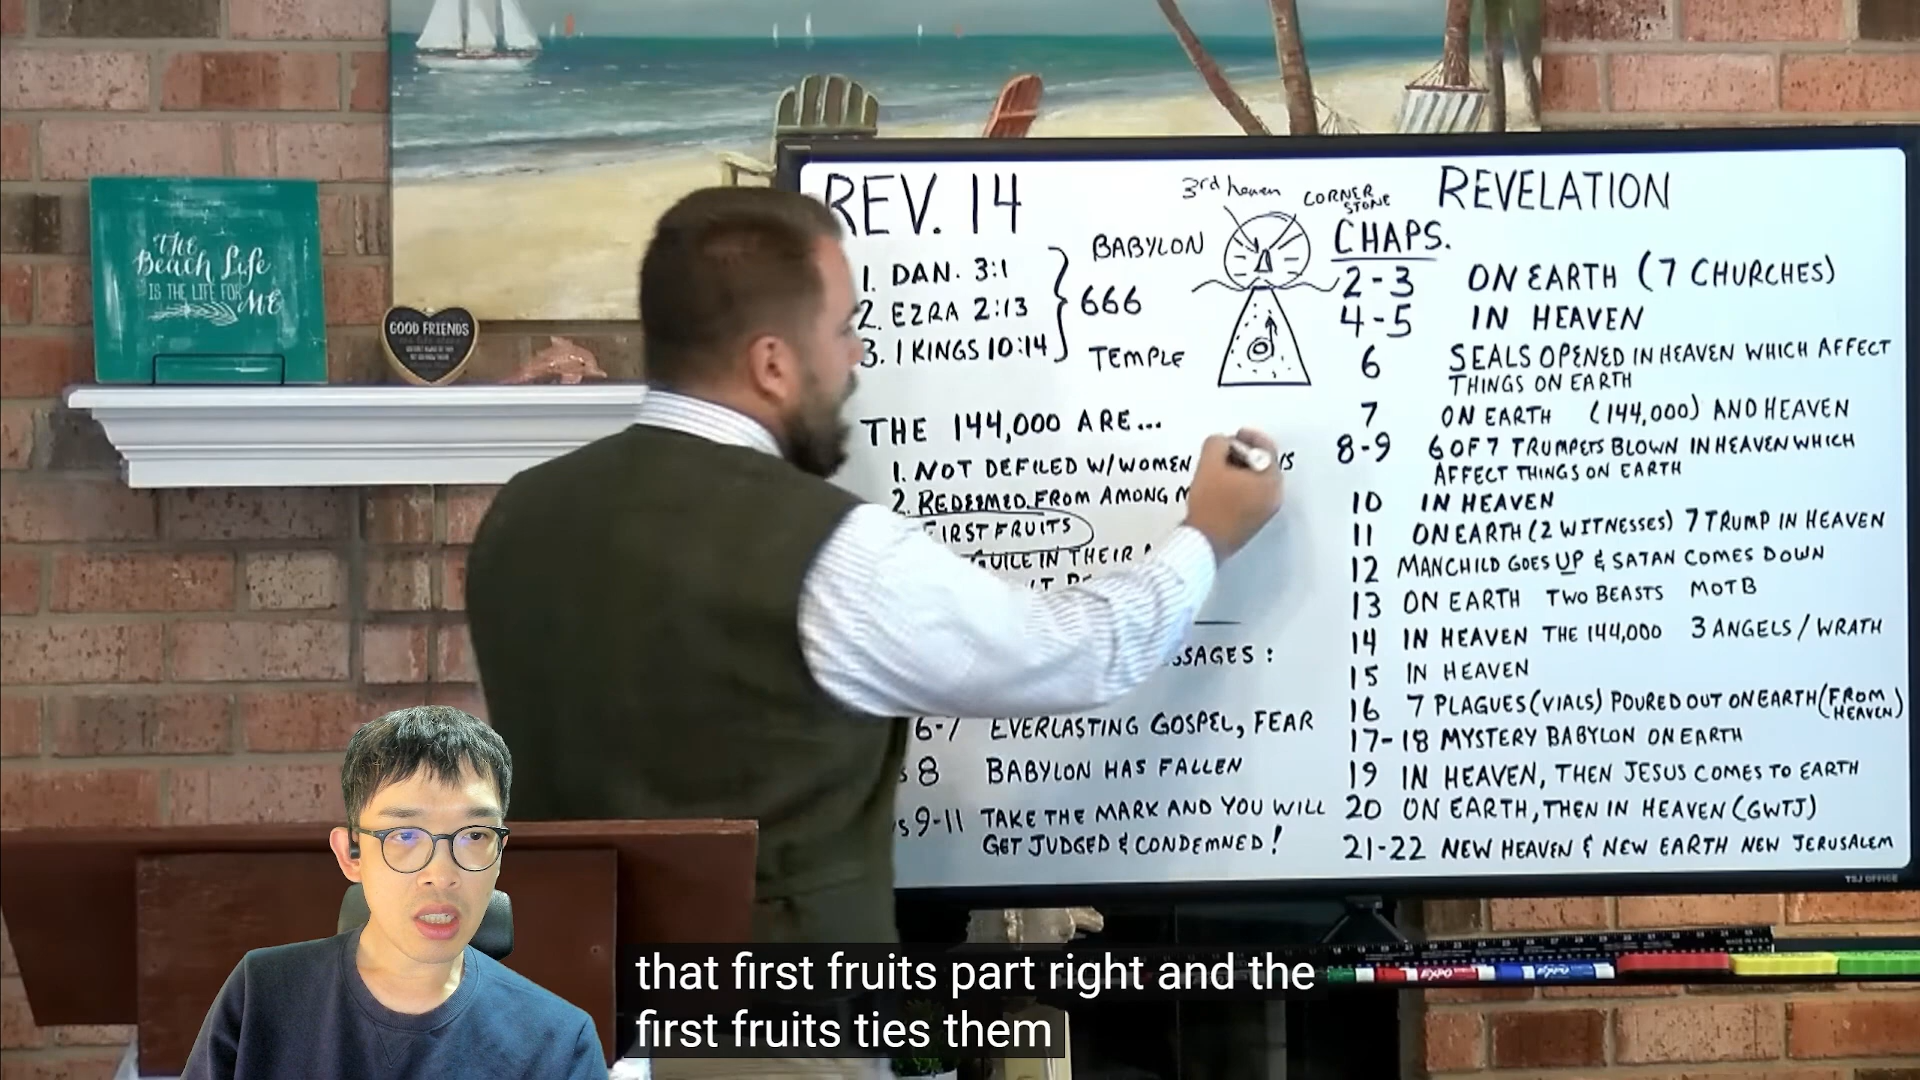 The
Beach Life
IS THE LIFE FOR
ME
GOOD FRIENDS
REV. 14
1. DAN. 3:1
2. EZRA 2:13
3. 1 KINGS 10:14
BABYLON
666
TEMPLE
3rd heaven
CORNER
STONE
THE 144,000 ARE...
1. NOT DEFILED W/WOMEN
2. REDEEMED FROM AMONG
FIRST FRUITS
GUILE IN THEIR
SSAGES:
6-7 EVERLASTING GOSPEL, FEAR
s 8 BABYLON HAS FALLEN
s 9-11 TAKE THE MARK AND YOU WILL
GET JUDGED & CONDEMNED!
REVELATION
CHAPS.
2-3 ON EARTH (7 CHURCHES)
4-5 IN HEAVEN
6 SEALS OPENED IN HEAVEN WHICH AFFECT
THINGS ON EARTH
7 ON EARTH (144,000) AND HEAVEN
8-9 6 OF 7 TRUMPETS BLOWN IN HEAVEN WHICH
AFFECT THINGS ON EARTH
10 IN HEAVEN
11 ON EARTH (2 WITNESSES) 7 TRUMP IN HEAVEN
12 MANCHILD GOES UP & SATAN COMES DOWN
13 ON EARTH TWO BEASTS MOTB
14 IN HEAVEN THE 144,000 3 ANGELS/WRATH
15 IN HEAVEN
16 7 PLAGUES (VIALS) POURED OUT ON EARTH (FROM
HEAVEN)
17-18 MYSTERY BABYLON ON EARTH
19 IN HEAVEN, THEN JESUS COMES TO EARTH
20 ON EARTH, THEN IN HEAVEN (GWTJ)
21-22 NEW HEAVEN & NEW EARTH NEW JERUSALEM
TSJ OFFICE
EXPO
EXPO
that first fruits part right and the
first fruits ties them